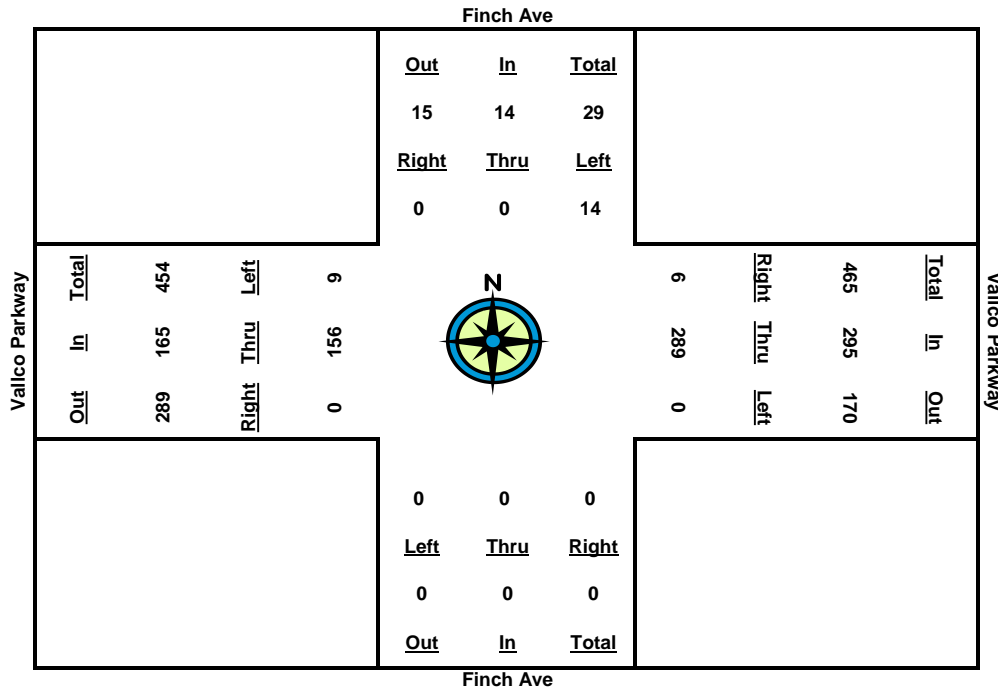 Finch Ave
Out In Total
15 14 29
Right Thru Left
0 0 14
Vallco Parkway
Total 454 Left 9
In 165 Thru 156
Out 289 Right 0
N
6 Right 465 Total
289 Thru 295 In
0 Left 170 Out
Vallco Parkway
0 0 0
Left Thru Right
0 0 0
Out In Total
Finch Ave